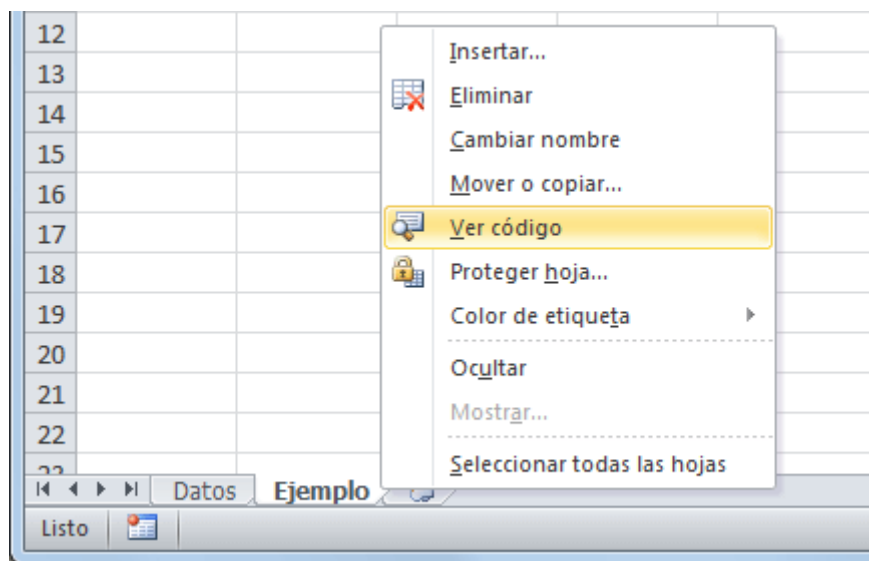 12
Insertar...
13
Eliminar
14
Cambiar nombre
15
Mover o copiar...
16
Ver código
17
Proteger hoja...
18
Color de etiqueta
19
20
Ocultar
21
Mostrar...
22
Seleccionar todas las hojas
Datos Ejemplo
Listo